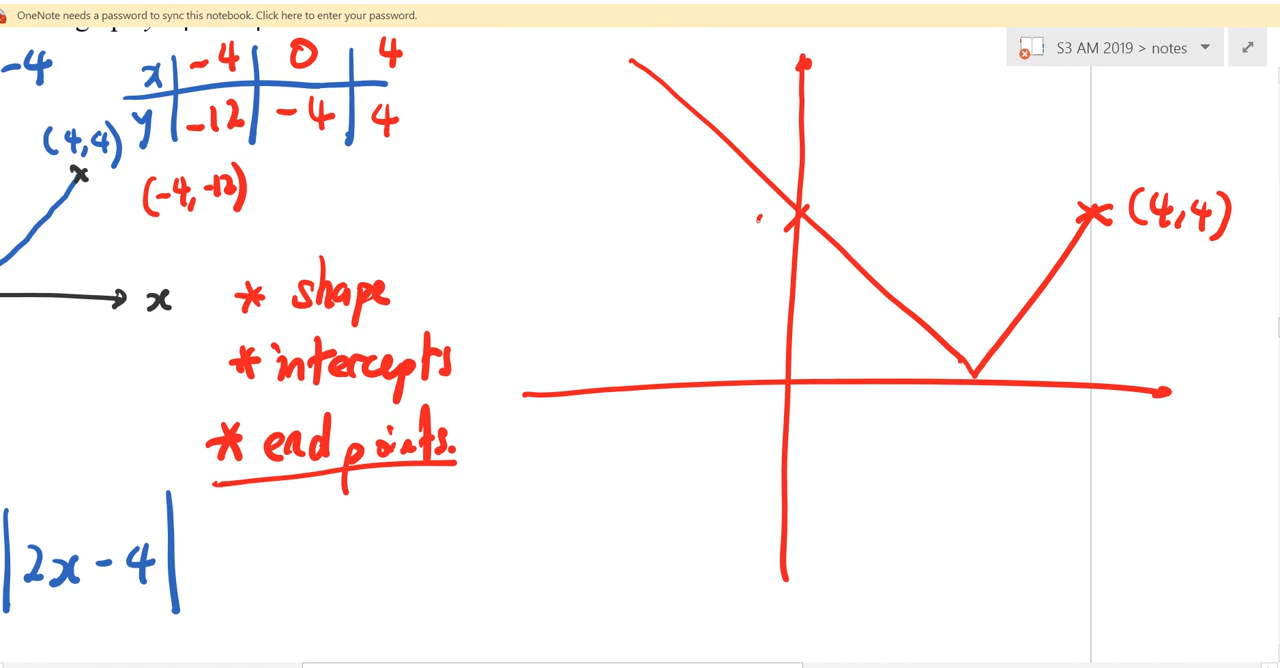 OneNote needs a password to sync this notebook. Click here to enter your password.
S3 AM 2019 > notes
-4
x -4 0 4
y -12 -4 4
(4,4)
x
(-4,-12)
(4,4)
x
* shape
* intercepts
* end points.
|2x-4|